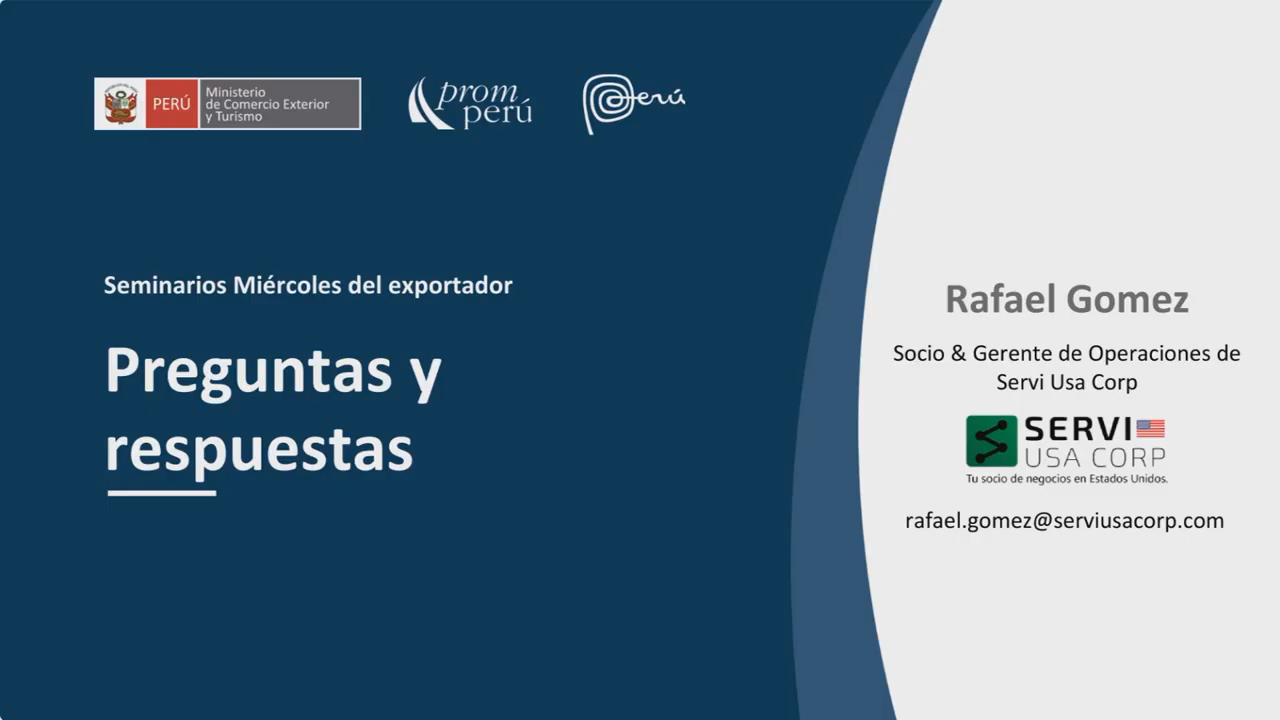 PERÚ
Ministerio
de Comercio Exterior
y Turismo
prom
perú
Perú
Seminarios Miércoles del exportador
Preguntas y
respuestas
Rafael Gomez
Socio & Gerente de Operaciones de
Servi Usa Corp
SERVI
USA CORP
Tu socio de negocios en Estados Unidos.
rafael.gomez@serviusacorp.com